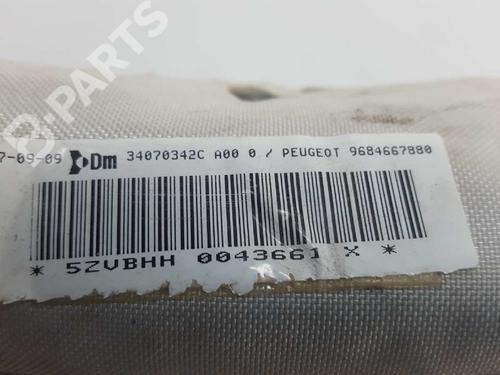 B-PARTS
7-09-09 Dm 34070342C A00 0 / PEUGEOT 9684667880
* 5ZVBHH 0043661 X *